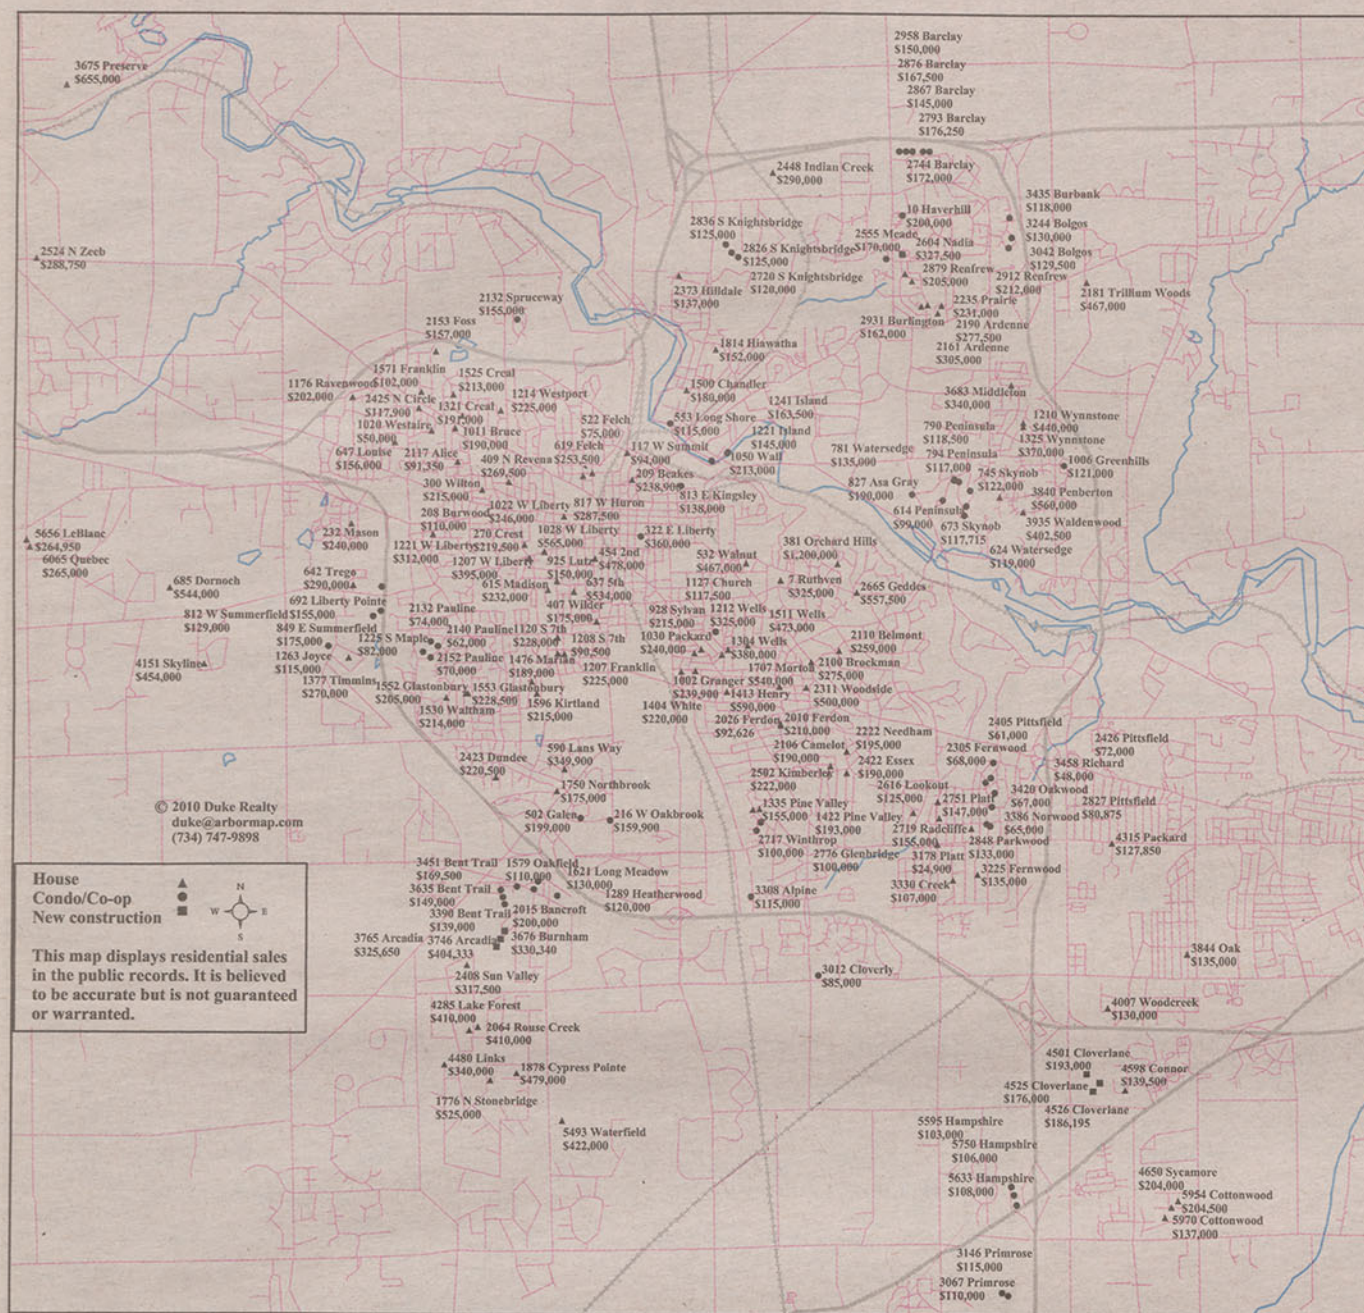 2958 Barclay
$150,000
2876 Barclay
$167,500
2867 Barclay
$145,000
2793 Barclay
$176,250
2744 Barclay
$172,000
3675 Preserve
$655,000
2448 Indian Creek
$290,000
3435 Burbank
$118,000
3244 Bolgos
$130,000
3042 Bolgos
$129,500
10 Haverhill
$200,000
2836 S Knightsbridge
$125,000
2826 S Knightsbridge
$125,000
2720 S Knightsbridge
$120,000
2555 Meade
$170,000
2604 Nadia
$327,500
2879 Renfrew
$205,000
2912 Renfrew
$212,000
2181 Trillium Woods
$467,000
2524 N Zeeb
$288,750
2373 Hilldale
$137,000
2235 Prairie
$231,000
2931 Burlington
$162,000
2190 Ardenne
$277,500
2161 Ardenne
$305,000
2132 Spruceway
$155,000
2153 Foss
$157,000
1814 Hiawatha
$152,000
1571 Franklin
$102,000
1525 Creal
$213,000
1176 Ravenwood
$202,000
2425 N Circle
$117,900
1321 Creal
$191,000
1214 Westport
$225,000
1500 Chandler
$180,000
1241 Island
$163,500
3683 Middleton
$340,000
1020 Westaire
$50,000
1011 Bruce
$190,000
522 Felch
$75,000
553 Long Shore
$115,000
1221 Island
$145,000
790 Peninsula
$118,500
1210 Wynnstone
$440,000
1325 Wynnstone
$370,000
647 Louise
$156,000
2117 Alice
$91,350
409 N Revena
$269,500
619 Felch
$253,500
117 W Summit
$94,000
1050 Wall
$213,000
781 Watersedge
$135,000
794 Peninsula
$117,000
1006 Greenhills
$121,000
745 Skynob
$122,000
300 Wilton
$215,000
209 Beakes
$238,900
813 E Kingsley
$138,000
827 Asa Gray
$190,000
3840 Penberton
$560,000
208 Burwood
$110,000
1022 W Liberty
$246,000
817 W Huron
$287,500
614 Peninsula
$99,000
673 Skynob
$117,715
3935 Waldenwood
$402,500
5656 LeBlanc
$264,950
6065 Quebec
$265,000
232 Mason
$240,000
1221 W Liberty
$312,000
270 Crest
$219,500
1028 W Liberty
$565,000
322 E Liberty
$360,000
381 Orchard Hills
$1,200,000
624 Watersedge
$119,000
1207 W Liberty
$395,000
925 Lutz
$150,000
454 2nd
$478,000
532 Walnut
$467,000
642 Trego
$290,000
685 Dornoch
$544,000
615 Madison
$232,000
637 5th
$534,000
1127 Church
$117,500
7 Ruthven
$325,000
2665 Geddes
$557,500
692 Liberty Pointe
$155,000
812 W Summerfield
$129,000
2132 Pauline
$74,000
407 Wilder
$175,000
928 Sylvan
$215,000
1212 Wells
$325,000
1511 Wells
$473,000
849 E Summerfield
$175,000
1225 S Maple
$82,000
2140 Pauline
$62,000
1120 S 7th
$228,000
1208 S 7th
$90,500
1030 Packard
$240,000
1304 Wells
$380,000
2110 Belmont
$259,000
4151 Skyline
$454,000
1263 Joyce
$115,000
2152 Pauline
$70,000
1476 Marian
$189,000
1207 Franklin
$225,000
1707 Morton
$540,000
2100 Brockman
$275,000
1377 Timmins
$270,000
1552 Glastonbury
$205,000
1553 Glastonbury
$228,500
1002 Granger
$239,900
1413 Henry
$590,000
2311 Woodside
$500,000
1530 Waltham
$214,000
1596 Kirtland
$215,000
1404 White
$220,000
2026 Ferdon
$92,626
2010 Ferdon
$210,000
2222 Needham
$195,000
2405 Pittsfield
$61,000
2426 Pittsfield
$72,000
2423 Dundee
$220,500
590 Lans Way
$349,900
2106 Camelot
$190,000
2305 Fernwood
$68,000
2502 Kimberley
$222,000
2422 Essex
$190,000
3458 Richard
$48,000
1750 Northbrook
$175,000
2616 Lookout
$125,000
2751 Platt
$147,000
3420 Oakwood
$67,000
2827 Pittsfield
$80,875
502 Galen
$199,000
216 W Oakbrook
$159,900
1335 Pine Valley
$155,000
1422 Pine Valley
$193,000
3386 Norwood
$65,000
2719 Radcliffe
$155,000
2717 Winthrop
$100,000
2776 Glenbridge
$100,000
2848 Parkwood
$133,000
4315 Packard
$127,850
3178 Platt
$24,900
3225 Fernwood
$135,000
3330 Creek
$107,000
© 2010 Duke Realty
duke@arbormap.com
(734) 747-9898
3451 Bent Trail
$169,500
1579 Oakfield
$110,000
1621 Long Meadow
$130,000
3635 Bent Trail
$149,000
1289 Heatherwood
$120,000
3308 Alpine
$115,000
3390 Bent Trail
$139,000
2015 Bancroft
$200,000
3765 Arcadia
$325,650
3746 Arcadia
$404,333
3676 Burnham
$330,340
House
Condo/Co-op
New construction
N
W
E
S
This map displays residential sales
in the public records. It is believed
to be accurate but is not guaranteed
or warranted.
2408 Sun Valley
$317,500
3012 Cloverly
$85,000
3844 Oak
$135,000
4285 Lake Forest
$410,000
2064 Rouse Creek
$410,000
4007 Woodcreek
$130,000
4480 Links
$340,000
1878 Cypress Pointe
$479,000
4501 Cloverlane
$193,000
4598 Connor
$139,500
4525 Cloverlane
$176,000
4526 Cloverlane
$186,195
1776 N Stonebridge
$525,000
5493 Waterfield
$422,000
5595 Hampshire
$103,000
5750 Hampshire
$106,000
5633 Hampshire
$108,000
4650 Sycamore
$204,000
5954 Cottonwood
$204,500
5970 Cottonwood
$137,000
3146 Primrose
$115,000
3067 Primrose
$110,000